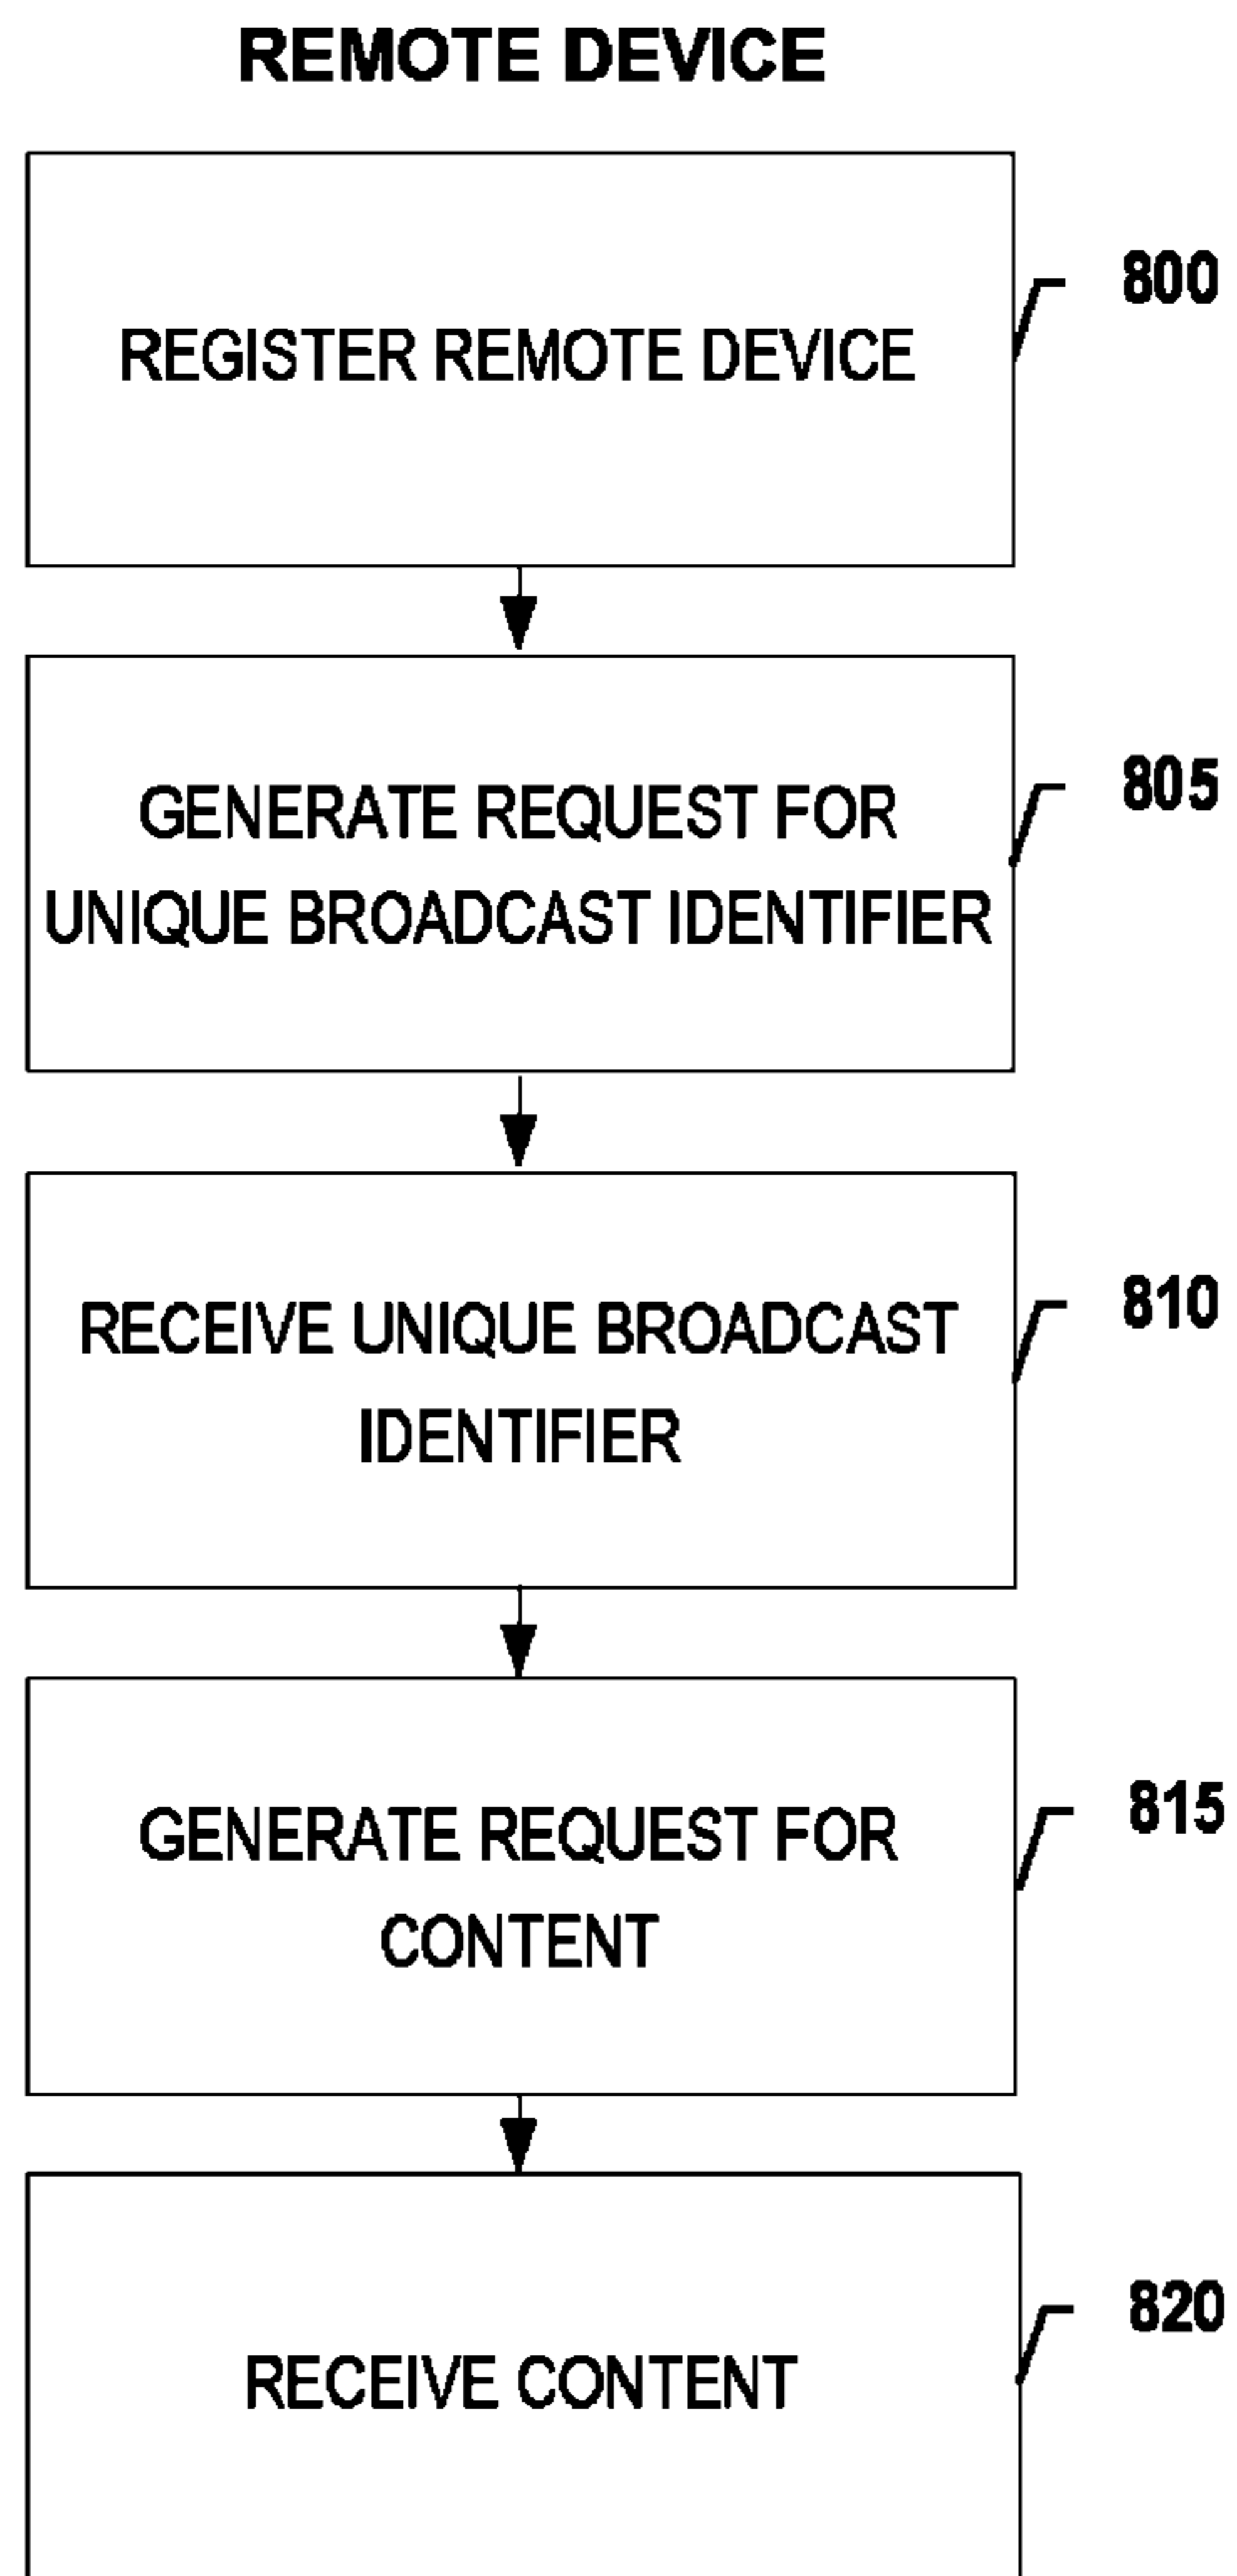 REMOTE DEVICE
REGISTER REMOTE DEVICE
800
GENERATE REQUEST FOR
UNIQUE BROADCAST IDENTIFIER
805
RECEIVE UNIQUE BROADCAST
IDENTIFIER
810
GENERATE REQUEST FOR
CONTENT
815
RECEIVE CONTENT
820